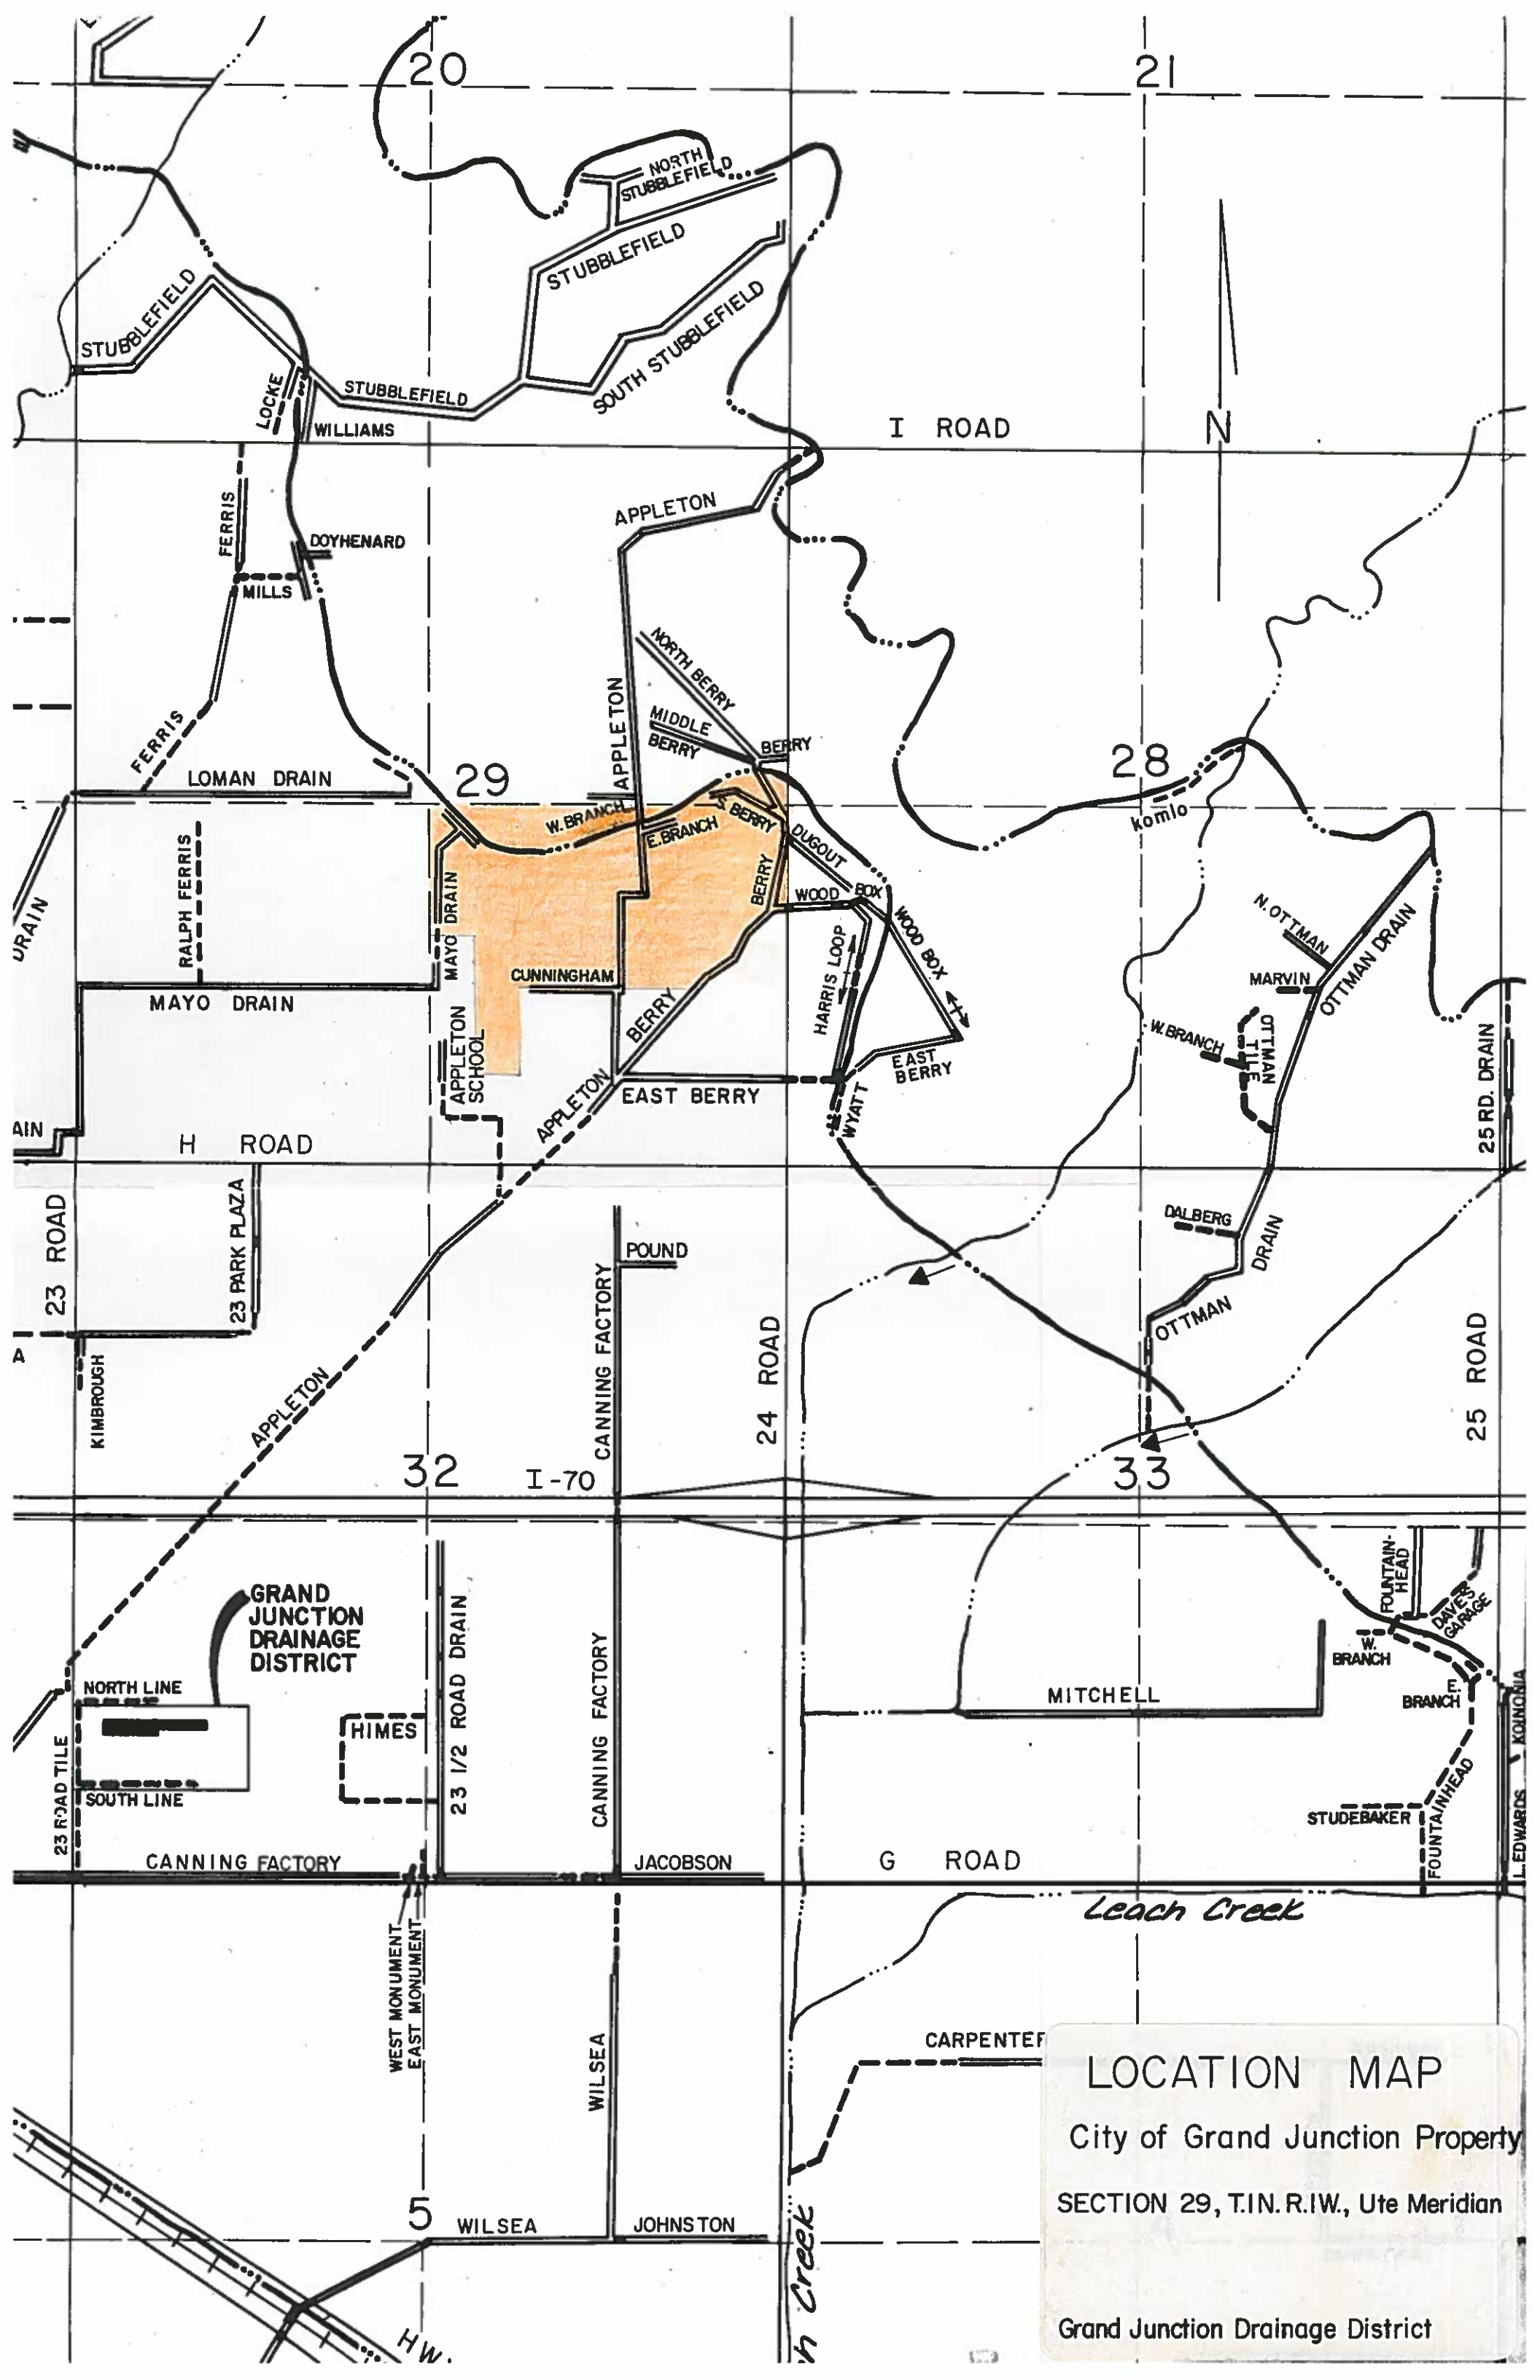 20
21
NORTH
STUBBLEFIELD
STUBBLEFIELD
SOUTH STUBBLEFIELD
STUBBLEFIELD
LOCKE
STUBBLEFIELD
WILLIAMS
I ROAD
N
APPLETON
FERRIS
DOYHENARD
MILLS
NORTH BERRY
APPLETON
MIDDLE
BERRY
BERRY
FERRIS
LOMAN DRAIN
29
28
komlo
W. BRANCH
E. BRANCH
S. BERRY
DUGOUT
BERRY
WOOD BOX
WOOD BOX
RALPH FERRIS
MAYO DRAIN
DRAIN
N. OTTMAN
OTTMAN DRAIN
MARVIN
CUNNINGHAM
HARRIS LOOP
MAYO DRAIN
BERRY
W. BRANCH
OTTMAN
TILE
25 RD. DRAIN
APPLETON
SCHOOL
EAST
BERRY
EAST BERRY
WYATT
APPLETON
AIN
H ROAD
23 ROAD
23 PARK PLAZA
DALBERG
DRAIN
POUND
CANNING FACTORY
OTTMAN
24 ROAD
25 ROAD
A
KIMBROUGH
APPLETON
32
I-70
33
GRAND
JUNCTION
DRAINAGE
DISTRICT
FOUNTAIN-
HEAD
DAVE'S
GARAGE
W.
BRANCH
E.
BRANCH
NORTH LINE
HIMES
23 1/2 ROAD DRAIN
CANNING FACTORY
MITCHELL
KOINONIA
23 ROAD TILE
SOUTH LINE
STUDEBAKER
FOUNTAINHEAD
L. EDWARDS
CANNING FACTORY
JACOBSON
G ROAD
Leach Creek
WEST MONUMENT
EAST MONUMENT
WILSEA
CARPENTER
5
WILSEA
JOHNSTON
h Creek
HW
LOCATION MAP
City of Grand Junction Property
SECTION 29, T.1N. R.1W., Ute Meridian
Grand Junction Drainage District